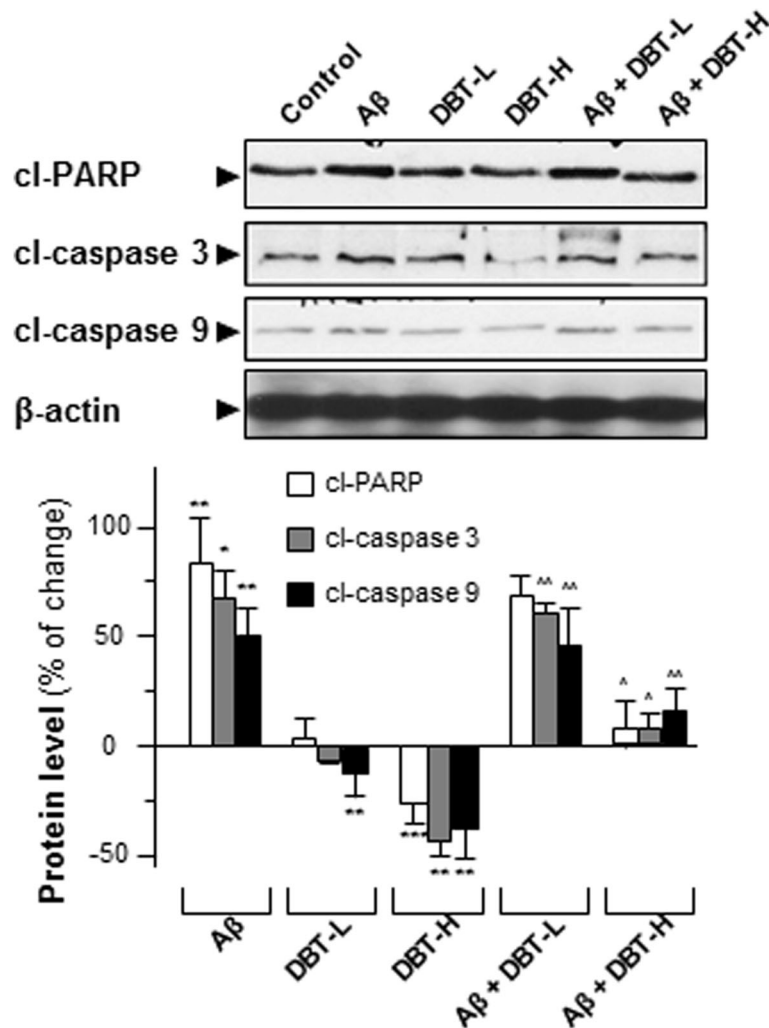 Control Aβ DBT-L DBT-H Aβ + DBT-L Aβ + DBT-H
cl-PARP
cl-caspase 3
cl-caspase 9
β-actin
cl-PARP
cl-caspase 3
cl-caspase 9
Protein level (% of change)
100
50
0
-50
** * **
**
*** ** **
^^ ^^
^ ^ ^^
Aβ DBT-L DBT-H Aβ + DBT-L Aβ + DBT-H